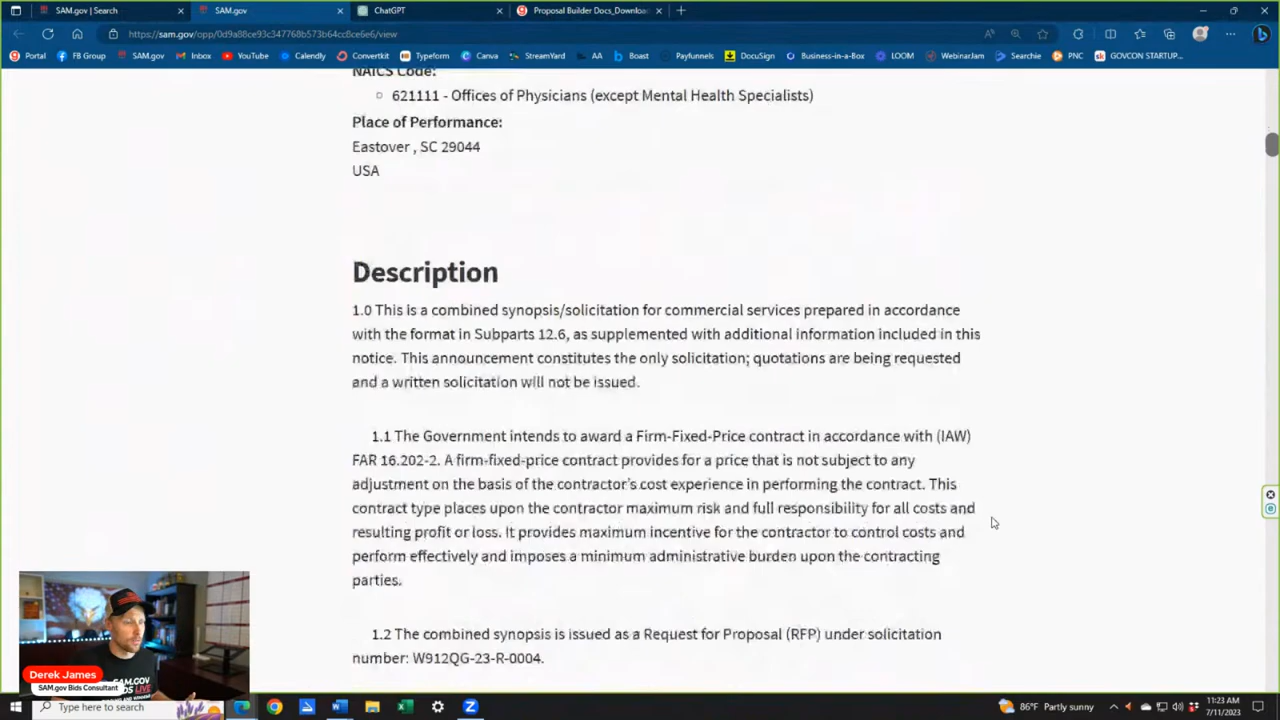 SAM.gov | Search
SAM.gov
ChatGPT
Proposal Builder Docs_Downloa
https://sam.gov/opp/0d9a88ce93c347968b573b64cc8ce6e6/view
Portal
FB Group
SAM.gov
Inbox
YouTube
Calendly
Convertkit
Typeform
Canva
StreamYard
AA
Boast
Payfunnels
DocuSign
Business-in-a-Box
LOOM
WebinarJam
Searchie
PNC
GOVCON STARTUP...
NAICS Code:
621111 - Offices of Physicians (except Mental Health Specialists)
Place of Performance:
Eastover , SC 29044
USA
Description
1.0 This is a combined synopsis/solicitation for commercial services prepared in accordance
with the format in Subparts 12.6, as supplemented with additional information included in this
notice. This announcement constitutes the only solicitation; quotations are being requested
and a written solicitation will not be issued.
1.1 The Government intends to award a Firm-Fixed-Price contract in accordance with (IAW)
FAR 16.202-2. A firm-fixed-price contract provides for a price that is not subject to any
adjustment on the basis of the contractor's cost experience in performing the contract. This
contract type places upon the contractor maximum risk and full responsibility for all costs and
resulting profit or loss. It provides maximum incentive for the contractor to control costs and
perform effectively and imposes a minimum administrative burden upon the contracting
parties.
1.2 The combined synopsis is issued as a Request for Proposal (RFP) under solicitation
number: W912QG-23-R-0004.
Derek James
SAM.gov Bids Consultant
Type here to search
86°F Partly sunny
11:23 AM
7/11/2023